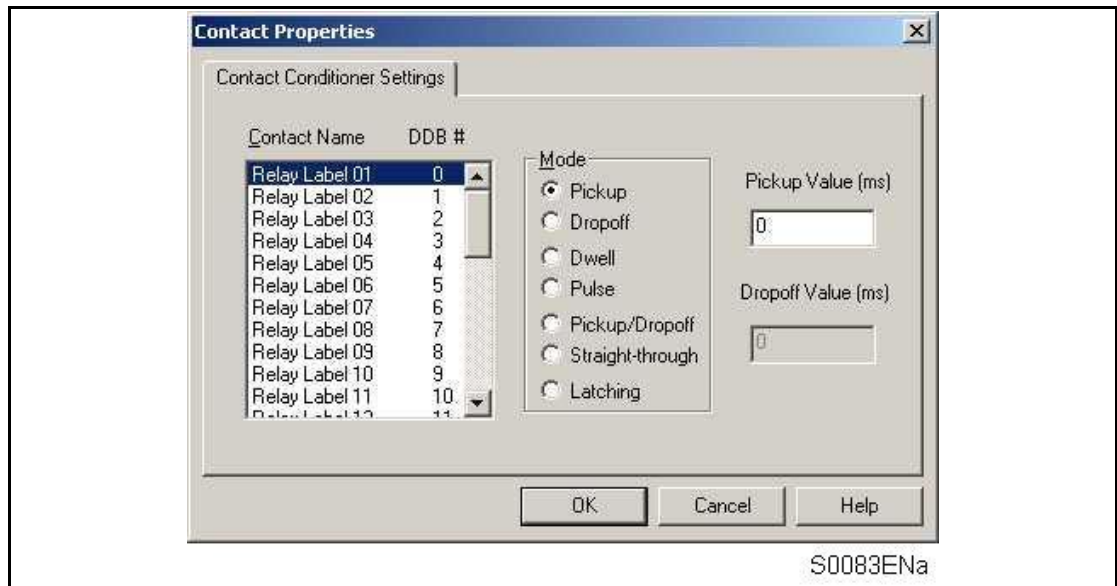 Contact Properties
Contact Conditioner Settings
Contact Name DDB #
Relay Label 01 0
Relay Label 02 1
Relay Label 03 2
Relay Label 04 3
Relay Label 05 4
Relay Label 06 5
Relay Label 07 6
Relay Label 08 7
Relay Label 09 8
Relay Label 10 9
Relay Label 11 10
Mode
Pickup
Dropoff
Dwell
Pulse
Pickup/Dropoff
Straight-through
Latching
Pickup Value (ms)
0
Dropoff Value (ms)
0
OK Cancel Help
S0083ENa